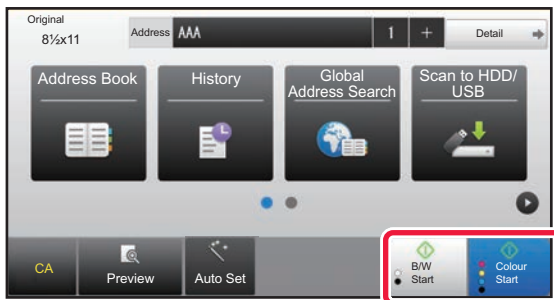 Original
8½x11
Address AAA 1 + Detail
Address Book
History
Global
Address Search
Scan to HDD/
USB
CA
Preview
Auto Set
B/W
Start
Colour
Start